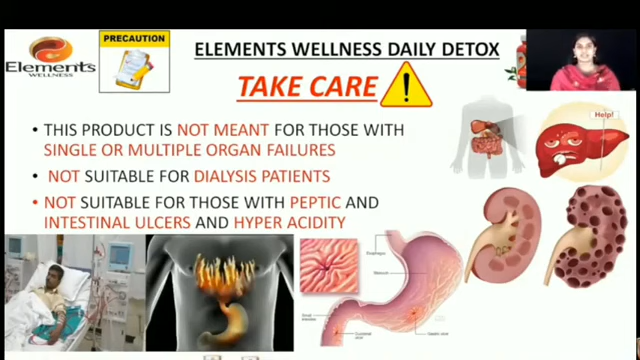 PRECAUTION
Elements
WELLNESS
ELEMENTS WELLNESS DAILY DETOX
TAKE CARE
Help!
• THIS PRODUCT IS NOT MEANT FOR THOSE WITH
SINGLE OR MULTIPLE ORGAN FAILURES
• NOT SUITABLE FOR DIALYSIS PATIENTS
• NOT SUITABLE FOR THOSE WITH PEPTIC AND
INTESTINAL ULCERS AND HYPER ACIDITY
Esophagus
Stomach